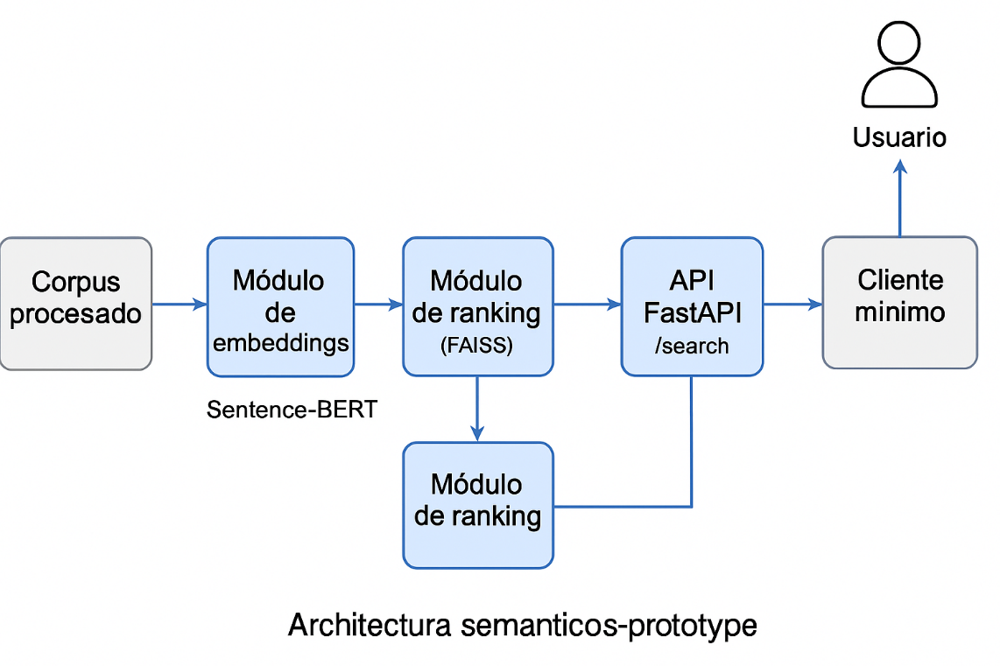 Usuario
Corpus
procesado
Módulo
de
embeddings
Sentence-BERT
Módulo
de ranking
(FAISS)
API
FastAPI
/search
Cliente
minimo
Módulo
de ranking
Architectura semanticos-prototype